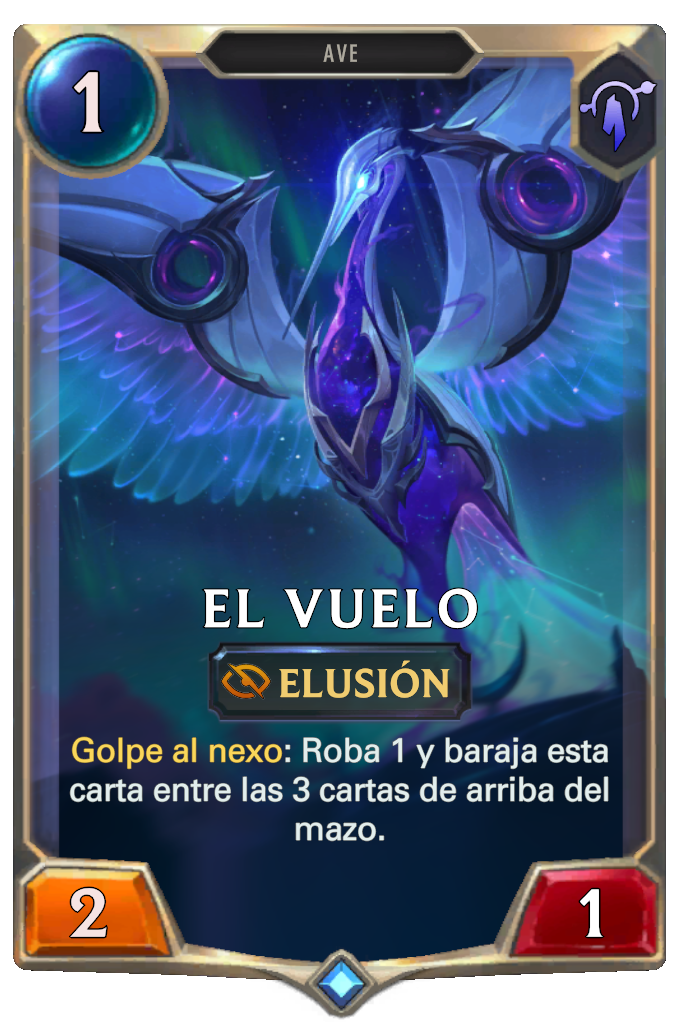 AVE
1
EL VUELO
ELUSIÓN
Golpe al nexo: Roba 1 y baraja esta
carta entre las 3 cartas de arriba del
mazo.
2
1